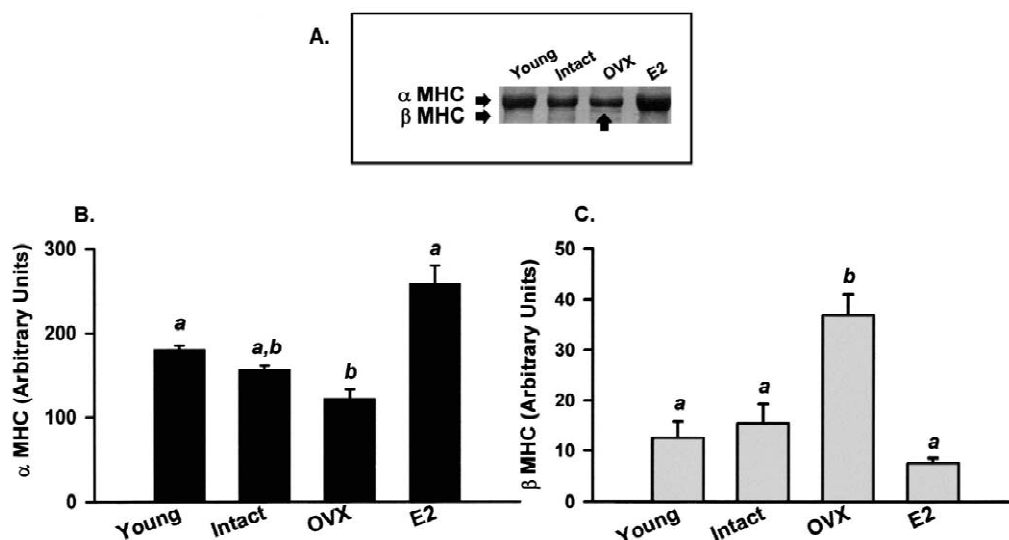 A.
Young Intact OVX E2
α MHC
β MHC
B.
α MHC (Arbitrary Units)
300
200
100
0
a
a,b
b
a
Young Intact OVX E2
C.
β MHC (Arbitrary Units)
50
40
30
20
10
0
a
a
b
a
Young Intact OVX E2